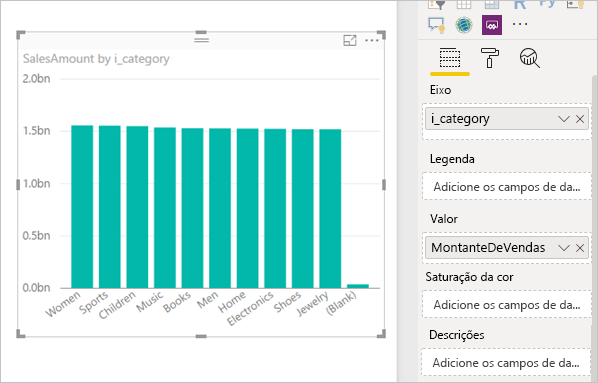 R
Py
SalesAmount by i_category
2.0bn
1.5bn
1.0bn
0.5bn
0.0bn
Women
Sports
Children
Music
Books
Men
Home
Electronics
Shoes
Jewelry
(Blank)
Eixo
i_category
Legenda
Adicione os campos de da...
Valor
MontanteDeVendas
Saturação da cor
Adicione os campos de da...
Descrições
Adicione os campos de da...